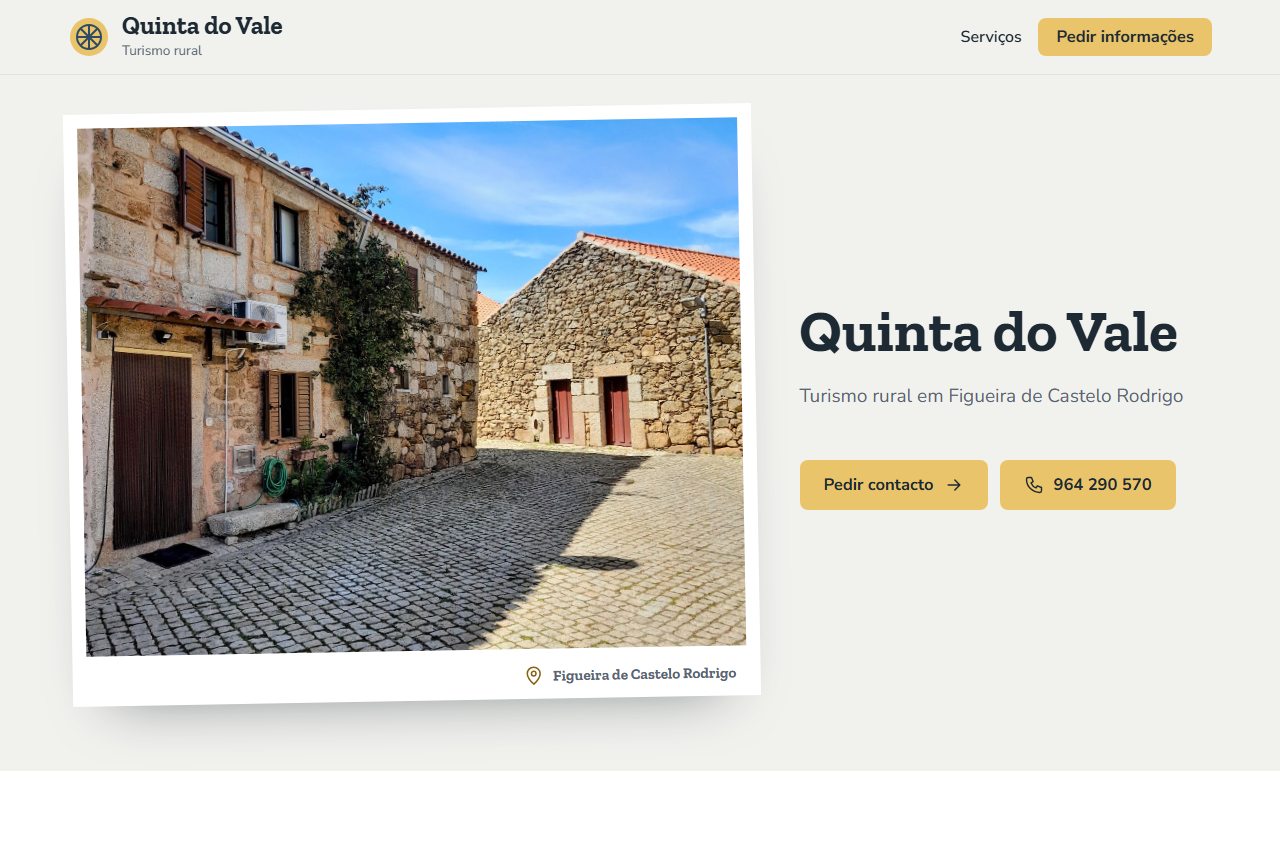 Quinta do Vale
Turismo rural
Serviços
Pedir informações
Figueira de Castelo Rodrigo
Quinta do Vale
Turismo rural em Figueira de Castelo Rodrigo
Pedir contacto
964 290 570